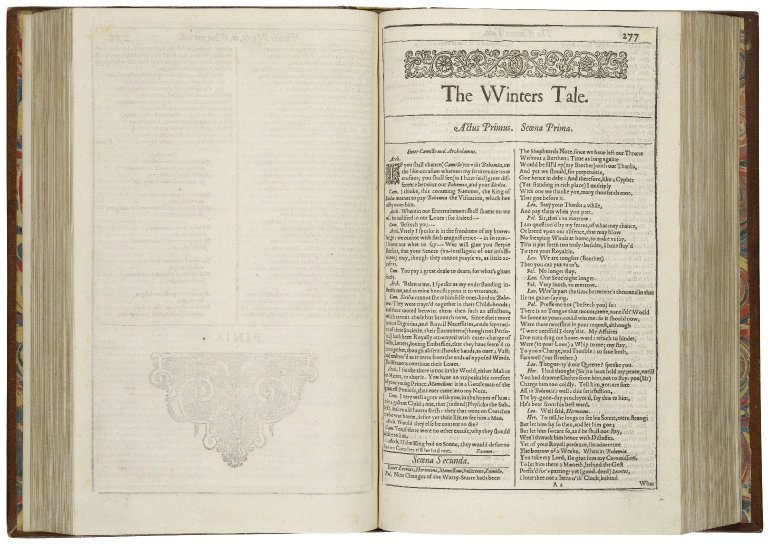 277
The Winters Tale.
Actus Primus. Scœna Prima.
Enter Camillo and Archidamus.
Arch.
If you shall chance (Camillo) to visit Bohemia, on
the like occasion whereon my seruices are now
on-foot, you shall see (as I haue said) great dif-
ference betwixt our Bohemia, and your Sicilia.
Cam. I thinke, this comming Summer, the King of
Sicilia meanes to pay Bohemia the Visitation, which hee
iustly owes him.
Arch. Wherein our Entertainment shall shame vs: we
will be iustified in our Loues: for indeed---
Cam. 'Beseech you---
Arch. Verely I speake it in the freedome of my know-
ledge: we cannot with such magnificence--- in so rare---
I know not what to say--- Wee will giue you sleepie
Drinkes, that your Sences (vn-intelligent of our insuffi-
cience) may, though they cannot prayse vs, as little ac-
cuse vs.
Cam. You pay a great deale to deare, for what's giuen
freely.
Arch. 'Beleeue me, I speake as my vnderstanding in-
structs me, and as mine honestie puts it to vtterance.
Cam. Sicilia cannot shew himselfe ouer-kind to Bohe-
mia: They were trayn'd together in their Childhoods;
and there rooted betwixt them then such an affection,
which cannot chuse but braunch now. Since their more
mature Dignities, and Royall Necessities, made seperati-
on of their Societie, their Encounters (though not Perso-
nall) hath been Royally attornyed with enter-change of
Gifts, Letters, louing Embassies, that they haue seem'd to
be together, though absent: shooke hands, as ouer a Vast;
and embrac'd as it were from the ends of opposed Winds.
The Heauens continue their Loues.
Arch. I thinke there is not in the World, either Malice
or Matter, to alter it. You haue an vnspeakable comfort
of your young Prince Mamillius: it is a Gentleman of the
greatest Promise, that euer came into my Note.
Cam. I very well agree with you, in the hopes of him:
it is a gallant Child; one, that (indeed) Physicks the Sub-
iect, makes old hearts fresh: they that went on Crutches
ere he was borne, desire yet their life, to see him a Man.
Arch. Would they else be content to die?
Cam. Yes; if there were no other excuse, why they should
desire to liue.
Arch. If the King had no Sonne, they would desire to
liue on Crutches till he had one. Exeunt.
Scœna Secunda.
Enter Leontes, Hermione, Mamillius, Polixenes, Camillo.
Pol. Nine Changes of the Watry-Starre hath been
The Shepheards Note, since we haue left our Throne
Without a Burthen: Time as long againe
Would be fill'd vp (my Brother) with our Thanks,
And yet we should, for perpetuitie,
Goe hence in debt: And therefore, like a Cypher
(Yet standing in rich place) I multiply
With one we thanke you, many thousands moe,
That goe before it.
Leo. Stay your Thanks a while,
And pay them when you part.
Pol. Sir, that's to morrow:
I am question'd by my feares, of what may chance,
Or breed vpon our absence, that may blow
No sneaping Winds at home, to make vs say,
This is put forth too truly: besides, I haue stay'd
To tyre your Royaltie.
Leo. We are tougher (Brother)
Then you can put vs to't.
Pol. No longer stay.
Leo. One Seue' night longer.
Pol. Very sooth, to morrow.
Leo. Wee'le part the time betweene's then: and in that
Ile no gaine-saying.
Pol. Presse me not ('beseech you) so:
There is no Tongue that moues; none, none i'th' World
So soone as yours, could win me: so it should now,
Were there necessitie in your request, although
'Twere needfull I deny'd it. My Affaires
Doe euen drag me home-ward: which to hinder,
Were (in your Loue) a Whip to me; my stay,
To you a Charge, and Trouble: to saue both,
Farewell (our Brother.)
Leo. Tongue-ty'd our Queene? speake you.
Her. I had thought (Sir) to haue held my peace, vntill
You had drawne Oathes from him, not to stay: you (Sir)
Charge him too coldly. Tell him, you are sure
All in Bohemia's well: this satisfaction,
The by-gone-day proclaym'd, say this to him,
He's beat from his best ward.
Leo. Well said, Hermione.
Her. To tell, he longs to see his Sonne, were strong:
But let him say so then, and let him goe;
But let him sweare so, and he shall not stay,
Wee'l thwack him hence with Distaffes.
Yet of your Royall presence, Ile aduenture
The borrow of a Weeke. When at Bohemia
You take my Lord, Ile giue him my Commission,
To let him there a Moneth, behind the Gest
Prefix'd for's parting: yet (good-deed) Leontes,
I loue thee not a Iarre o'th' Clock, behind
What